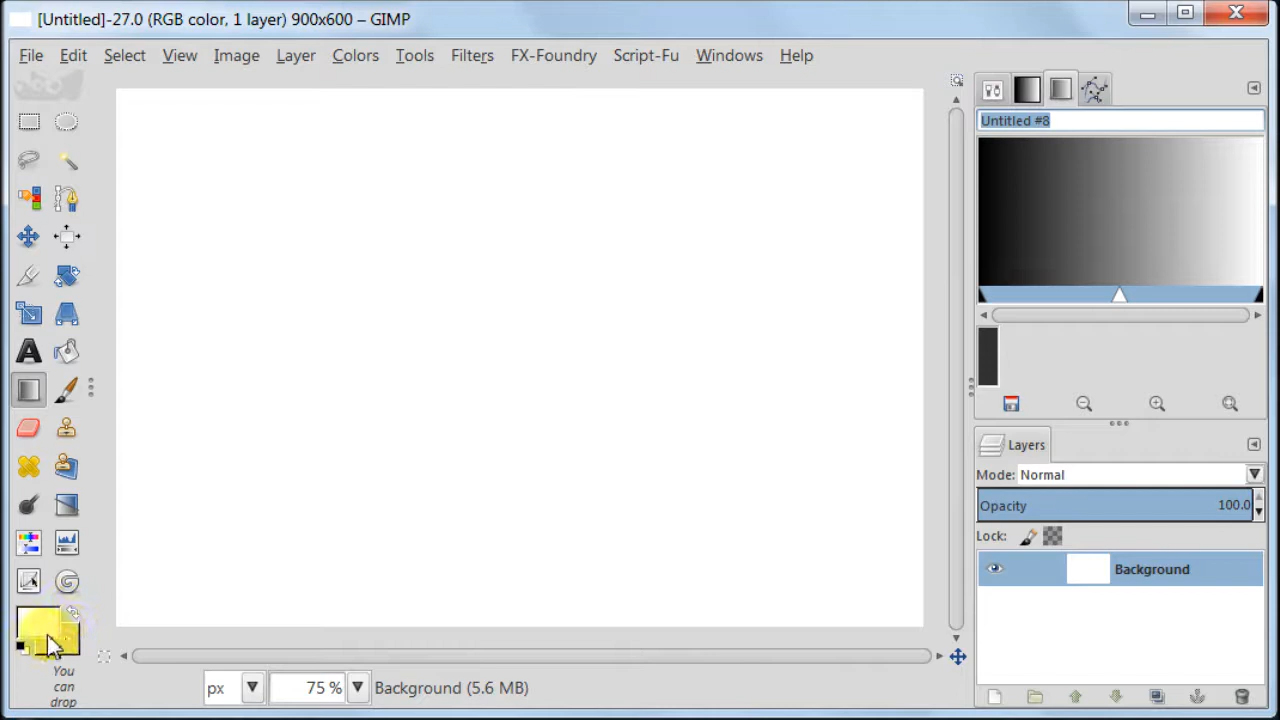 [Untitled]-27.0 (RGB color, 1 layer) 900x600 – GIMP
File Edit Select View Image Layer Colors Tools Filters FX-Foundry Script-Fu Windows Help
Untitled #8
Layers
Mode: Normal
Opacity 100.0
Lock:
Background
You
can
drop
px 75 % Background (5.6 MB)